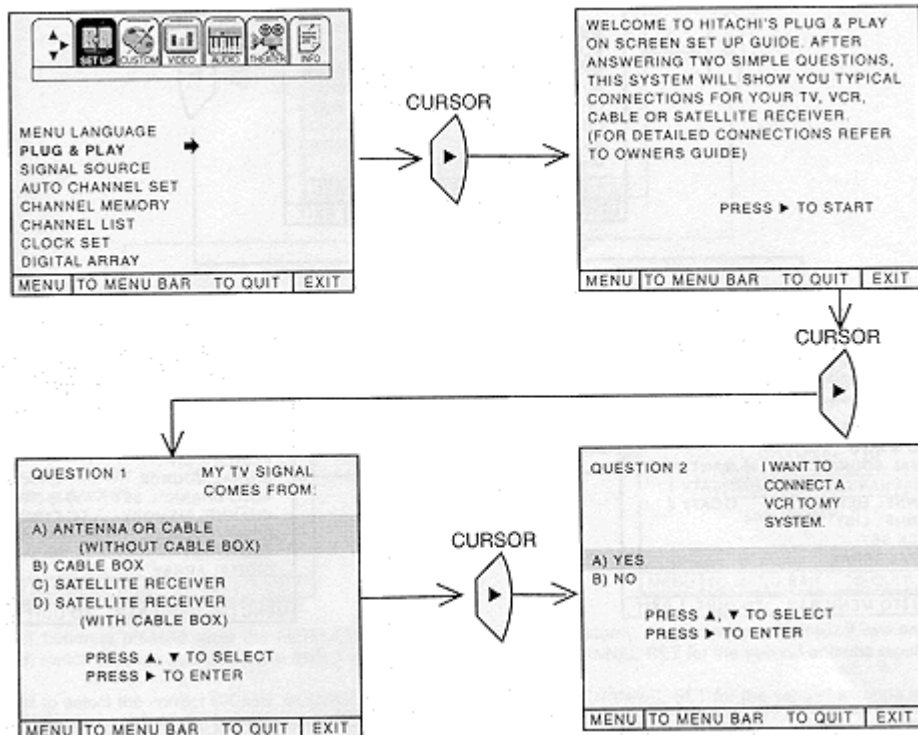 SET UP CUSTOM VIDEO AUDIO THEATER INFO
MENU LANGUAGE
PLUG & PLAY
SIGNAL SOURCE
AUTO CHANNEL SET
CHANNEL MEMORY
CHANNEL LIST
CLOCK SET
DIGITAL ARRAY
MENU TO MENU BAR TO QUIT EXIT
CURSOR
WELCOME TO HITACHI'S PLUG & PLAY
ON SCREEN SET UP GUIDE. AFTER
ANSWERING TWO SIMPLE QUESTIONS,
THIS SYSTEM WILL SHOW YOU TYPICAL
CONNECTIONS FOR YOUR TV, VCR,
CABLE OR SATELLITE RECEIVER.
(FOR DETAILED CONNECTIONS REFER
TO OWNERS GUIDE)
PRESS ► TO START
MENU TO MENU BAR TO QUIT EXIT
CURSOR
QUESTION 1 MY TV SIGNAL
COMES FROM:
A) ANTENNA OR CABLE
(WITHOUT CABLE BOX)
B) CABLE BOX
C) SATELLITE RECEIVER
D) SATELLITE RECEIVER
(WITH CABLE BOX)
PRESS ▲, ▼ TO SELECT
PRESS ► TO ENTER
MENU TO MENU BAR TO QUIT EXIT
CURSOR
QUESTION 2 I WANT TO
CONNECT A
VCR TO MY
SYSTEM.
A) YES
B) NO
PRESS ▲, ▼ TO SELECT
PRESS ► TO ENTER
MENU TO MENU BAR TO QUIT EXIT